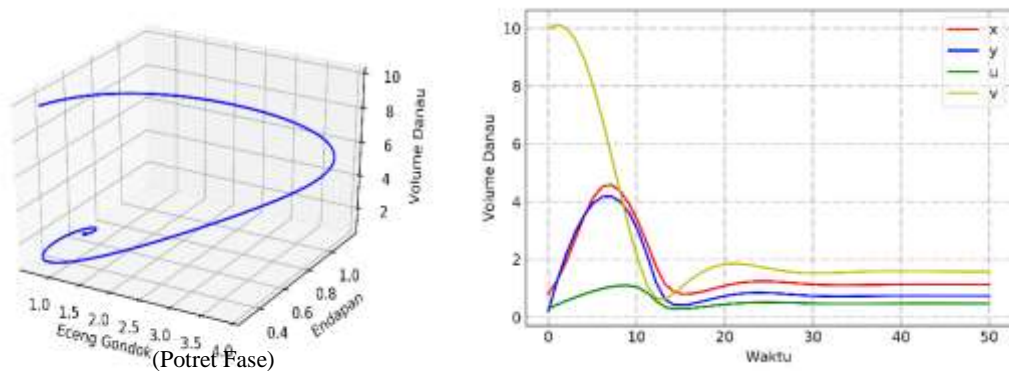 10
8
6
4
2
Volume Danau
1.0
0.8
0.6
0.4
Endapan
1.0 1.5 2.0 2.5 3.0 3.5 4.0
Eceng Gondok
(Potret Fase)
10
8
6
4
2
0
Volume Danau
x
y
u
v
0 10 20 30 40 50
Waktu